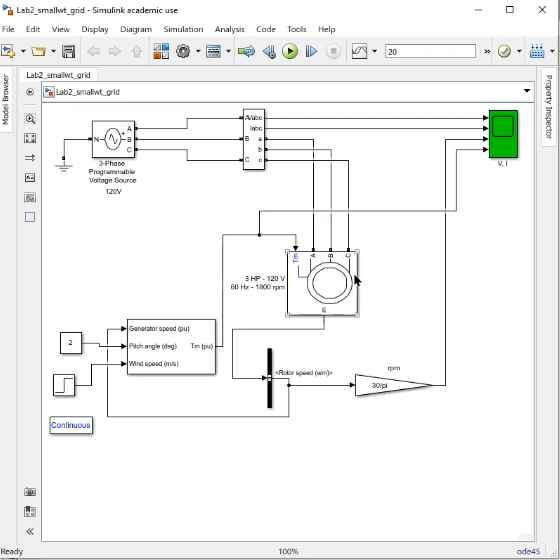 Lab2_smallwt_grid - Simulink academic use
File Edit View Display Diagram Simulation Analysis Code Tools Help
20
»
Lab2_smallwt_grid
Lab2_smallwt_grid
Model Browser
Property Inspector
N
A
B
C
3-Phase
Programmable
Voltage Source
120V
Iabc
B
C
a
b
c
V, I
Tm
A
B
C
m
3 HP - 120 V
60 Hz - 1800 rpm
2
Generator speed (pu)
Pitch angle (deg)
Wind speed (m/s)
Tm (pu)
<Rotor speed (wm)>
rpm
30/pi
Continuous
Ready
100%
ode45